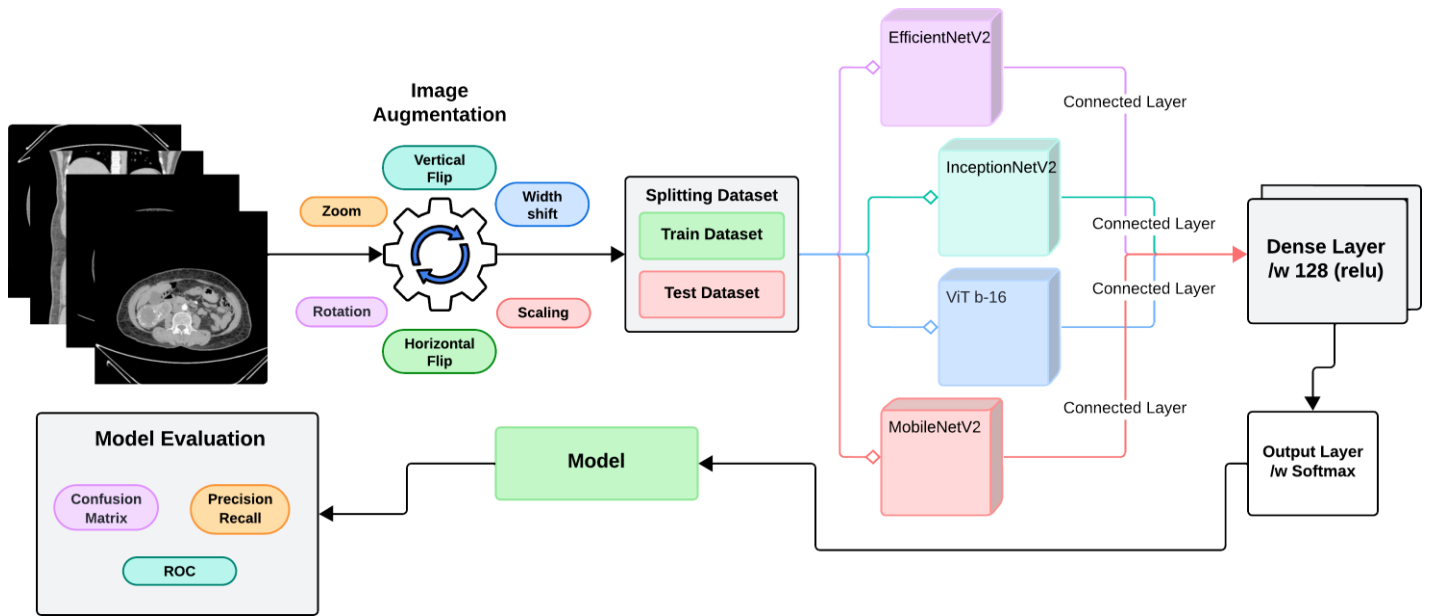 Image
Augmentation
Vertical
Flip
Zoom
Width
shift
Rotation
Scaling
Horizontal
Flip
Splitting Dataset
Train Dataset
Test Dataset
EfficientNetV2
InceptionNetV2
ViT b-16
MobileNetV2
Connected Layer
Connected Layer
Connected Layer
Connected Layer
Dense Layer
/w 128 (relu)
Output Layer
/w Softmax
Model
Model Evaluation
Confusion
Matrix
Precision
Recall
ROC